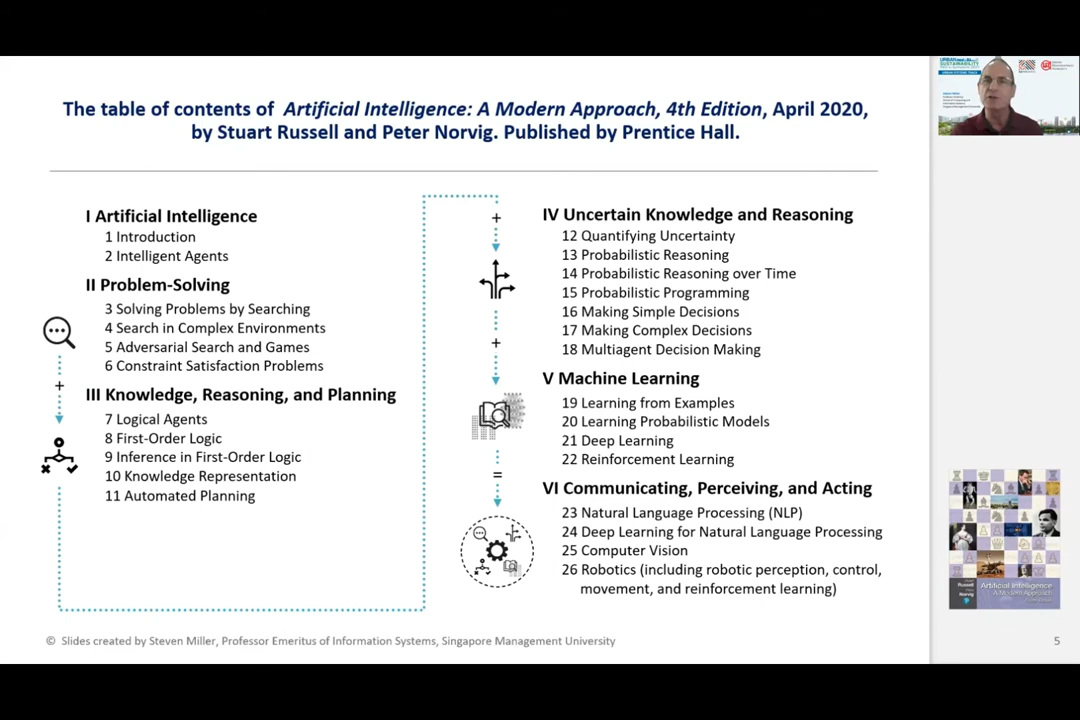 The table of contents of Artificial Intelligence: A Modern Approach, 4th Edition, April 2020,
by Stuart Russell and Peter Norvig. Published by Prentice Hall.
I Artificial Intelligence
1 Introduction
2 Intelligent Agents
II Problem-Solving
3 Solving Problems by Searching
4 Search in Complex Environments
5 Adversarial Search and Games
6 Constraint Satisfaction Problems
+
III Knowledge, Reasoning, and Planning
7 Logical Agents
8 First-Order Logic
9 Inference in First-Order Logic
10 Knowledge Representation
11 Automated Planning
+
IV Uncertain Knowledge and Reasoning
12 Quantifying Uncertainty
13 Probabilistic Reasoning
14 Probabilistic Reasoning over Time
15 Probabilistic Programming
16 Making Simple Decisions
17 Making Complex Decisions
18 Multiagent Decision Making
+
V Machine Learning
19 Learning from Examples
20 Learning Probabilistic Models
21 Deep Learning
22 Reinforcement Learning
=
VI Communicating, Perceiving, and Acting
23 Natural Language Processing (NLP)
24 Deep Learning for Natural Language Processing
25 Computer Vision
26 Robotics (including robotic perception, control,
movement, and reinforcement learning)
SUSTAINABILITY
Russell
Norvig
Artificial Intelligence
A Modern Approach
© Slides created by Steven Miller, Professor Emeritus of Information Systems, Singapore Management University
5